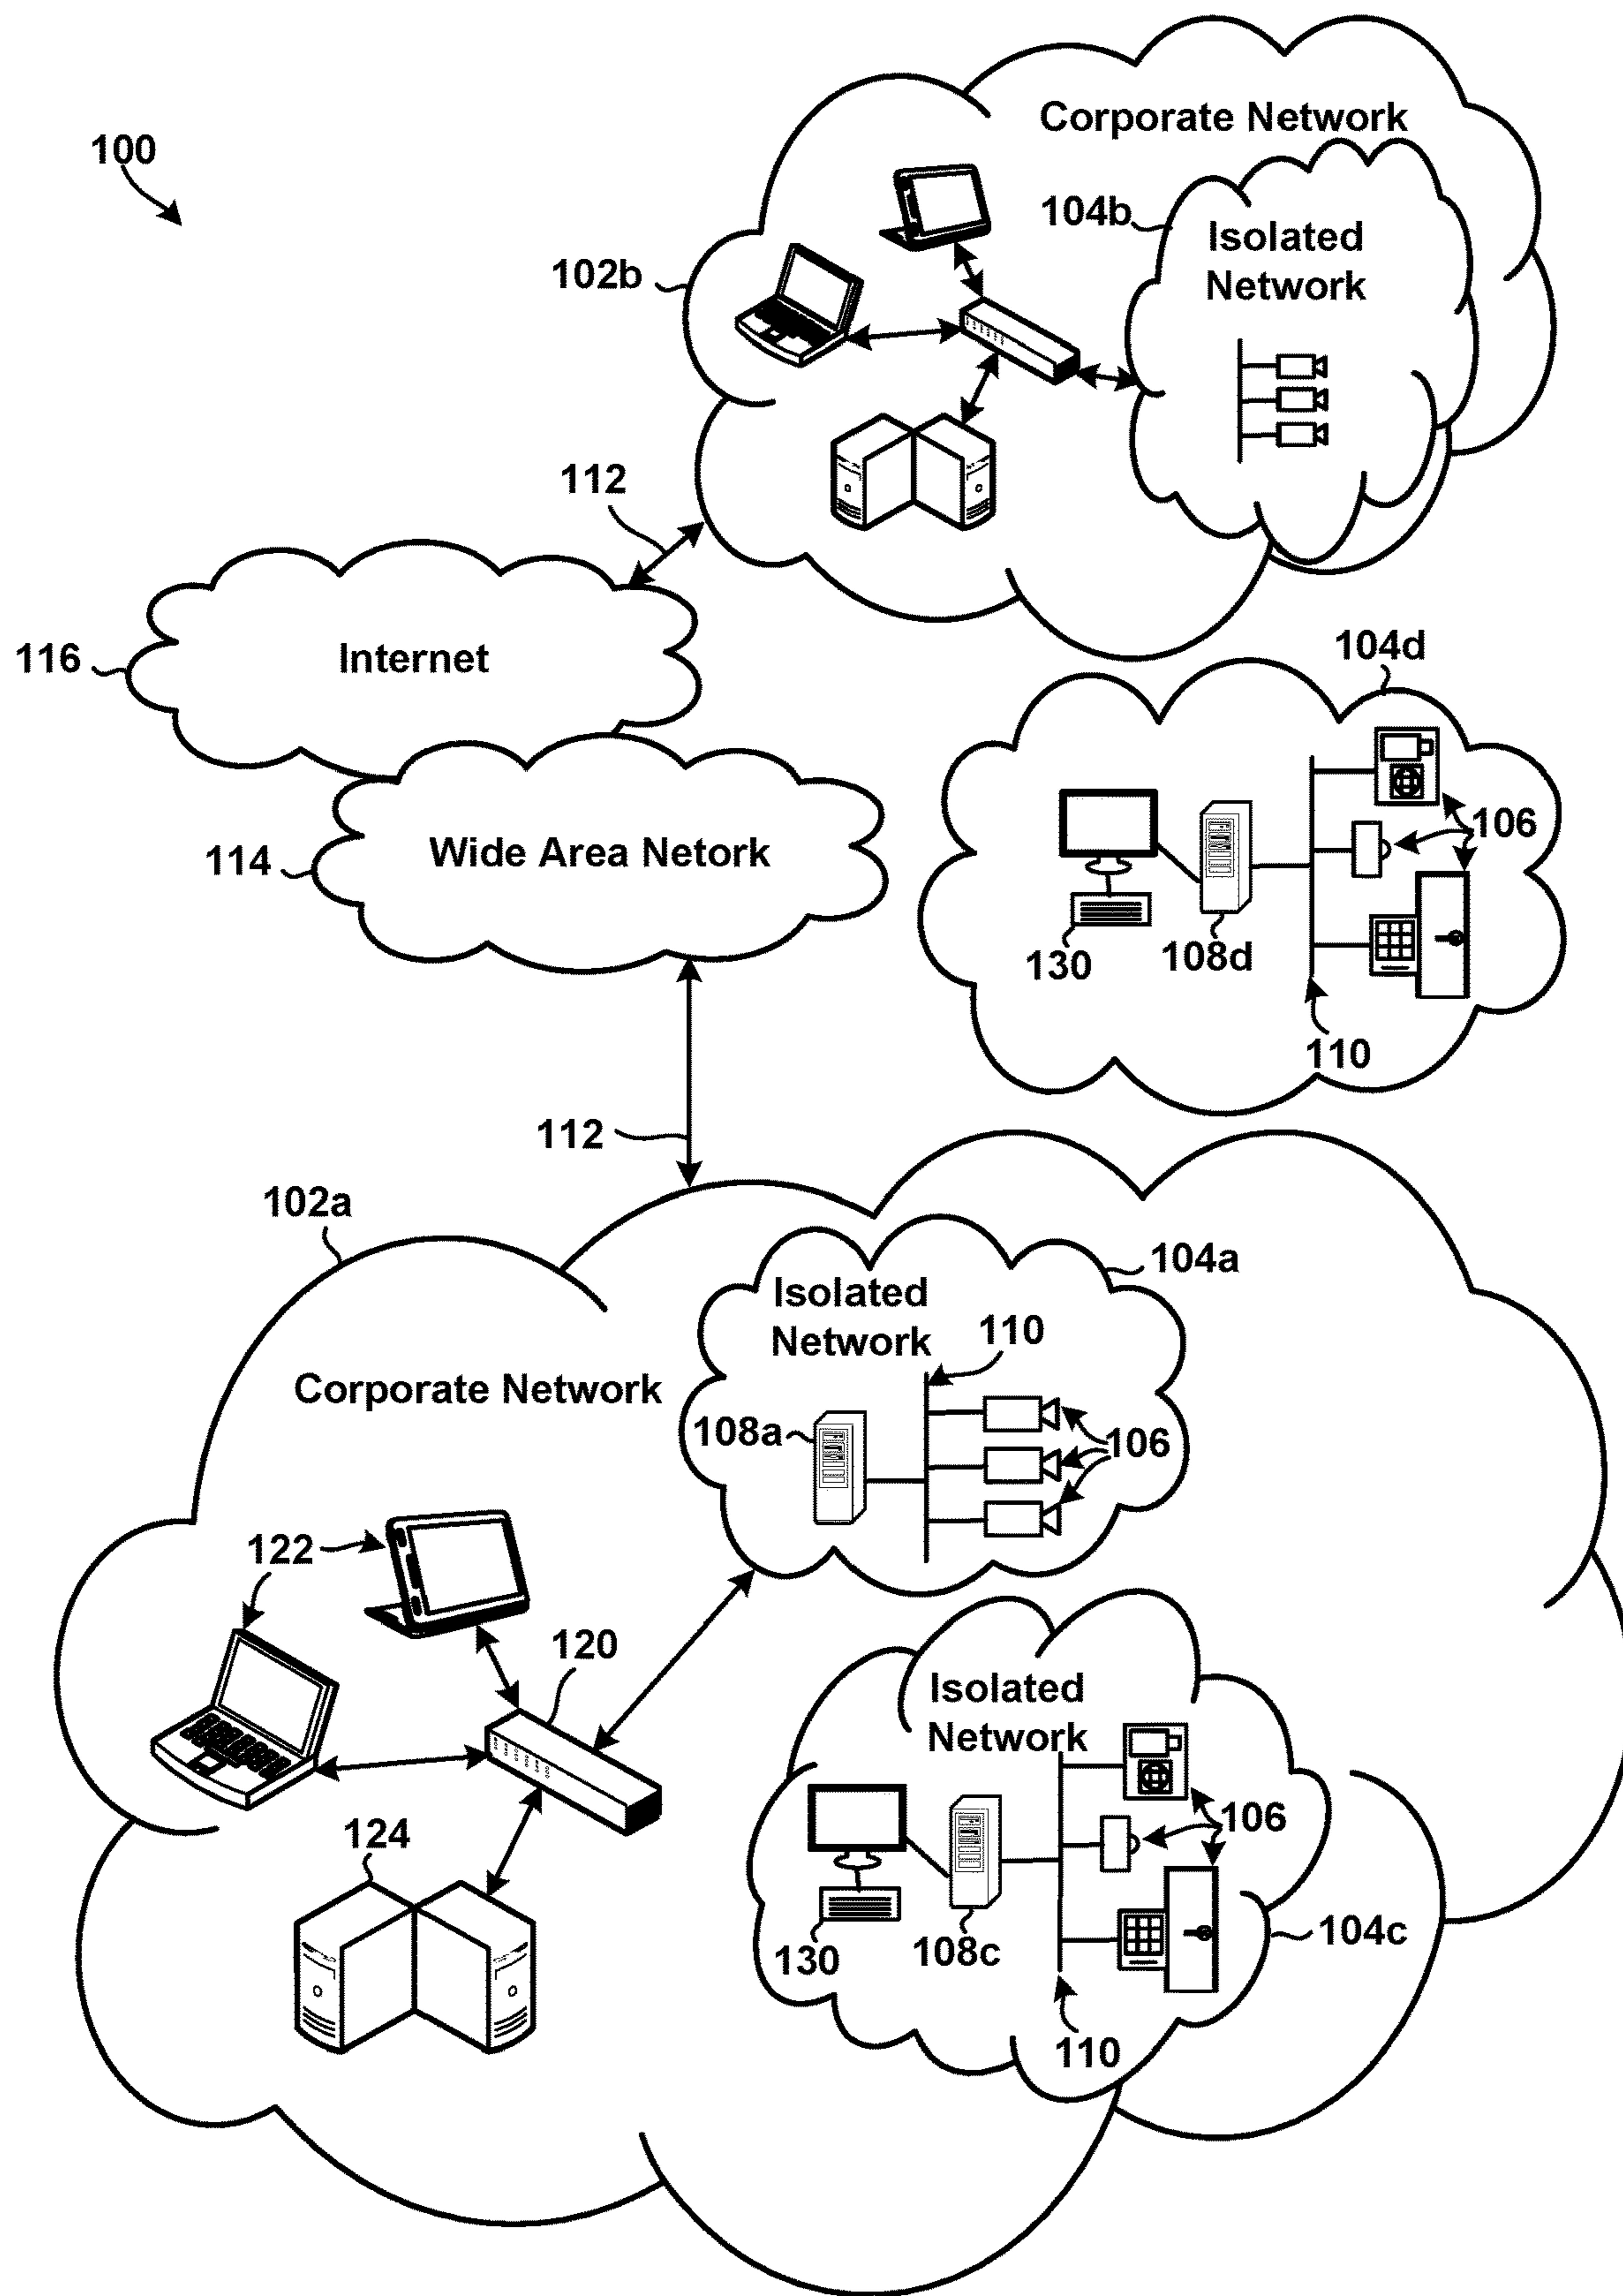 100
Corporate Network
104b
Isolated
Network
102b
112
116
Internet
104d
114
Wide Area Netork
106
130
108d
110
112
102a
104a
Isolated
Network
110
Corporate Network
108a
106
122
120
Isolated
Network
124
106
130
108c
104c
110